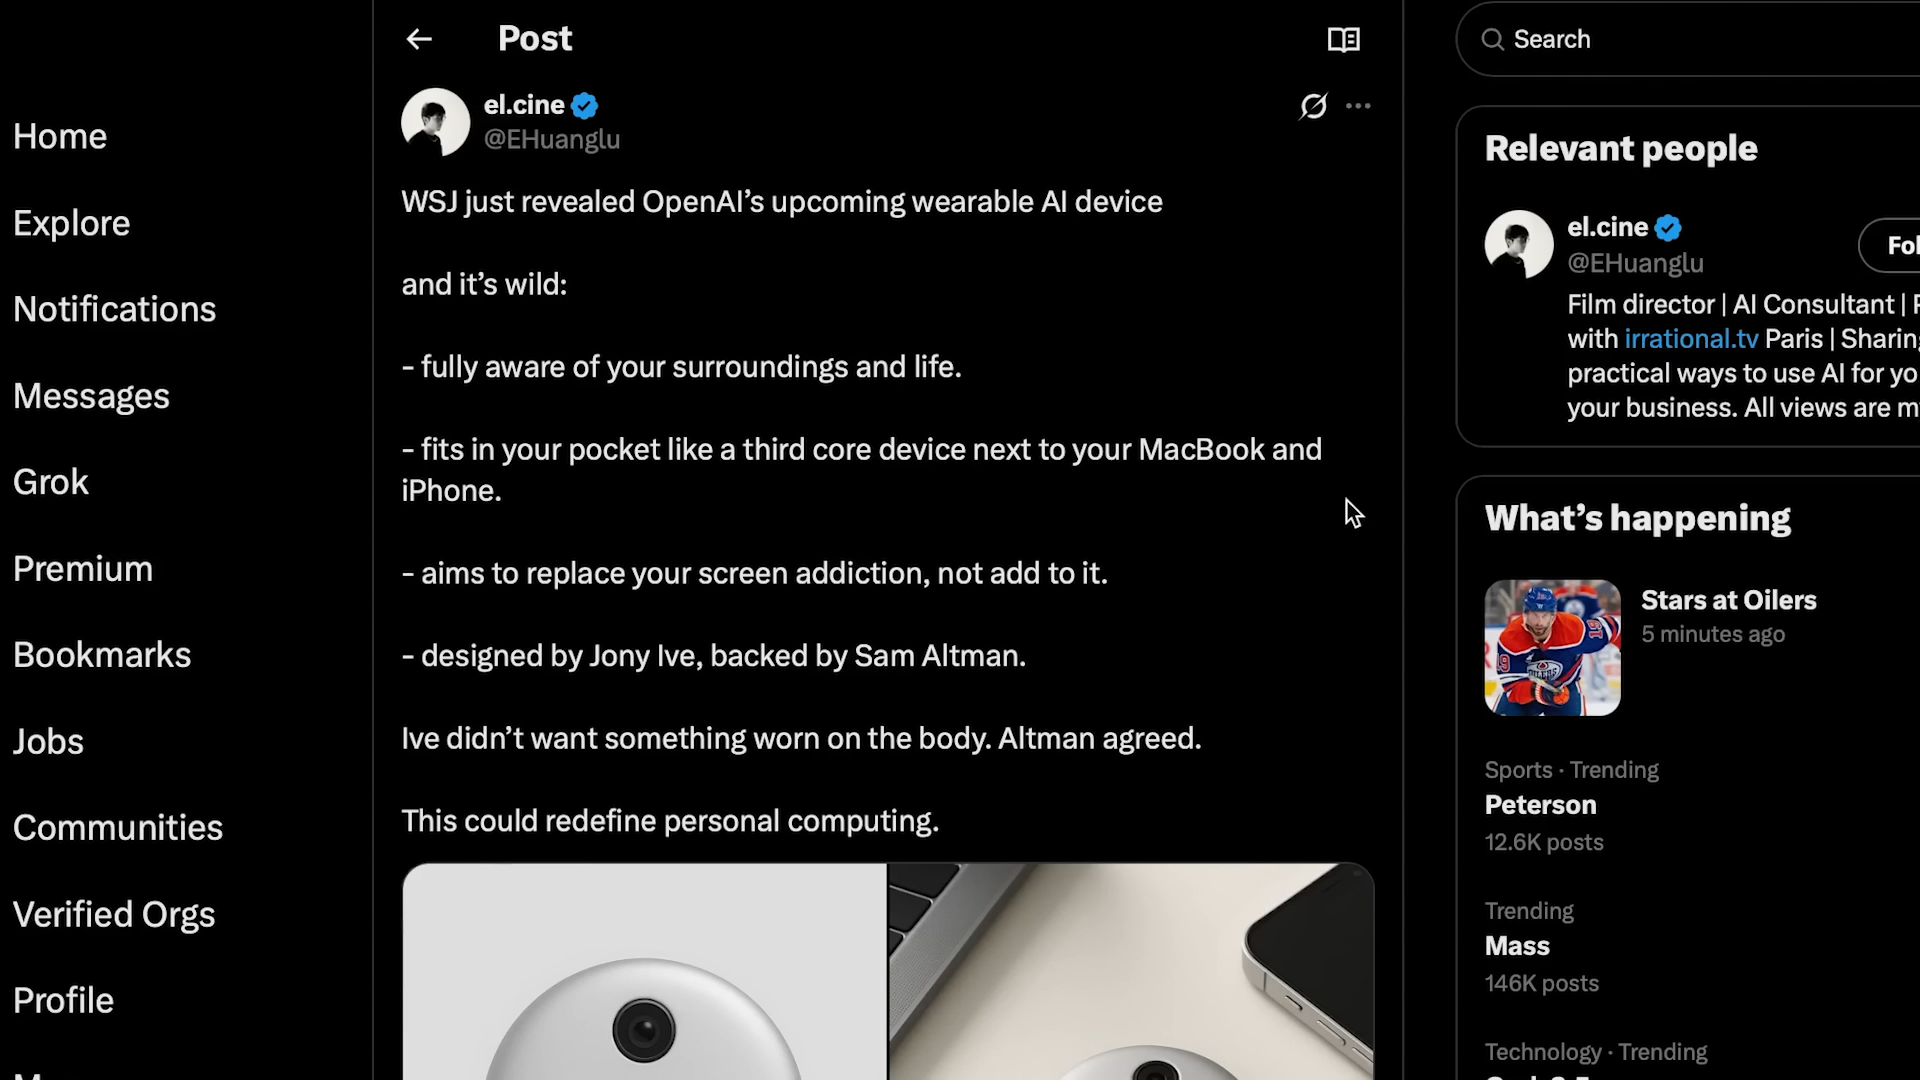 Home
Explore
Notifications
Messages
Grok
Premium
Bookmarks
Jobs
Communities
Verified Orgs
Profile
Post
el.cine
@EHuanglu
WSJ just revealed OpenAI’s upcoming wearable AI device
and it’s wild:
- fully aware of your surroundings and life.
- fits in your pocket like a third core device next to your MacBook and
iPhone.
- aims to replace your screen addiction, not add to it.
- designed by Jony Ive, backed by Sam Altman.
Ive didn’t want something worn on the body. Altman agreed.
This could redefine personal computing.
Search
Relevant people
el.cine
@EHuanglu
Film director | AI Consultant |
with irrational.tv Paris | Sharing
practical ways to use AI for yo
your business. All views are m
What’s happening
Stars at Oilers
5 minutes ago
Sports · Trending
Peterson
12.6K posts
Trending
Mass
146K posts
Technology · Trending